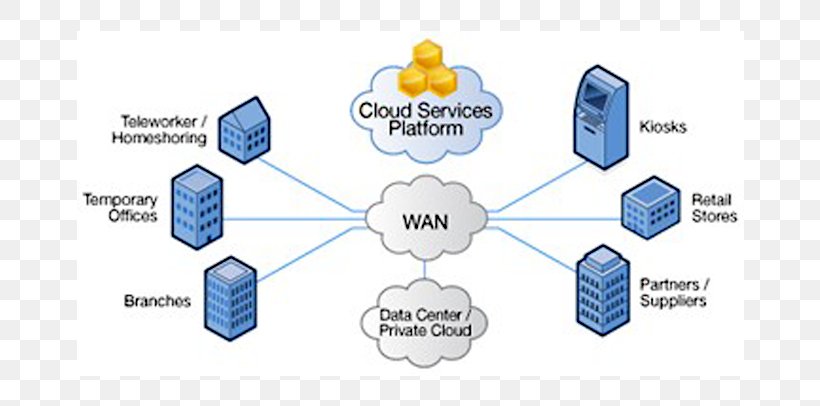 Cloud Services
Platform
Teleworker /
Homeshoring
Kiosks
Temporary
Offices
WAN
Retail
Stores
Branches
Partners /
Suppliers
Data Center /
Private Cloud